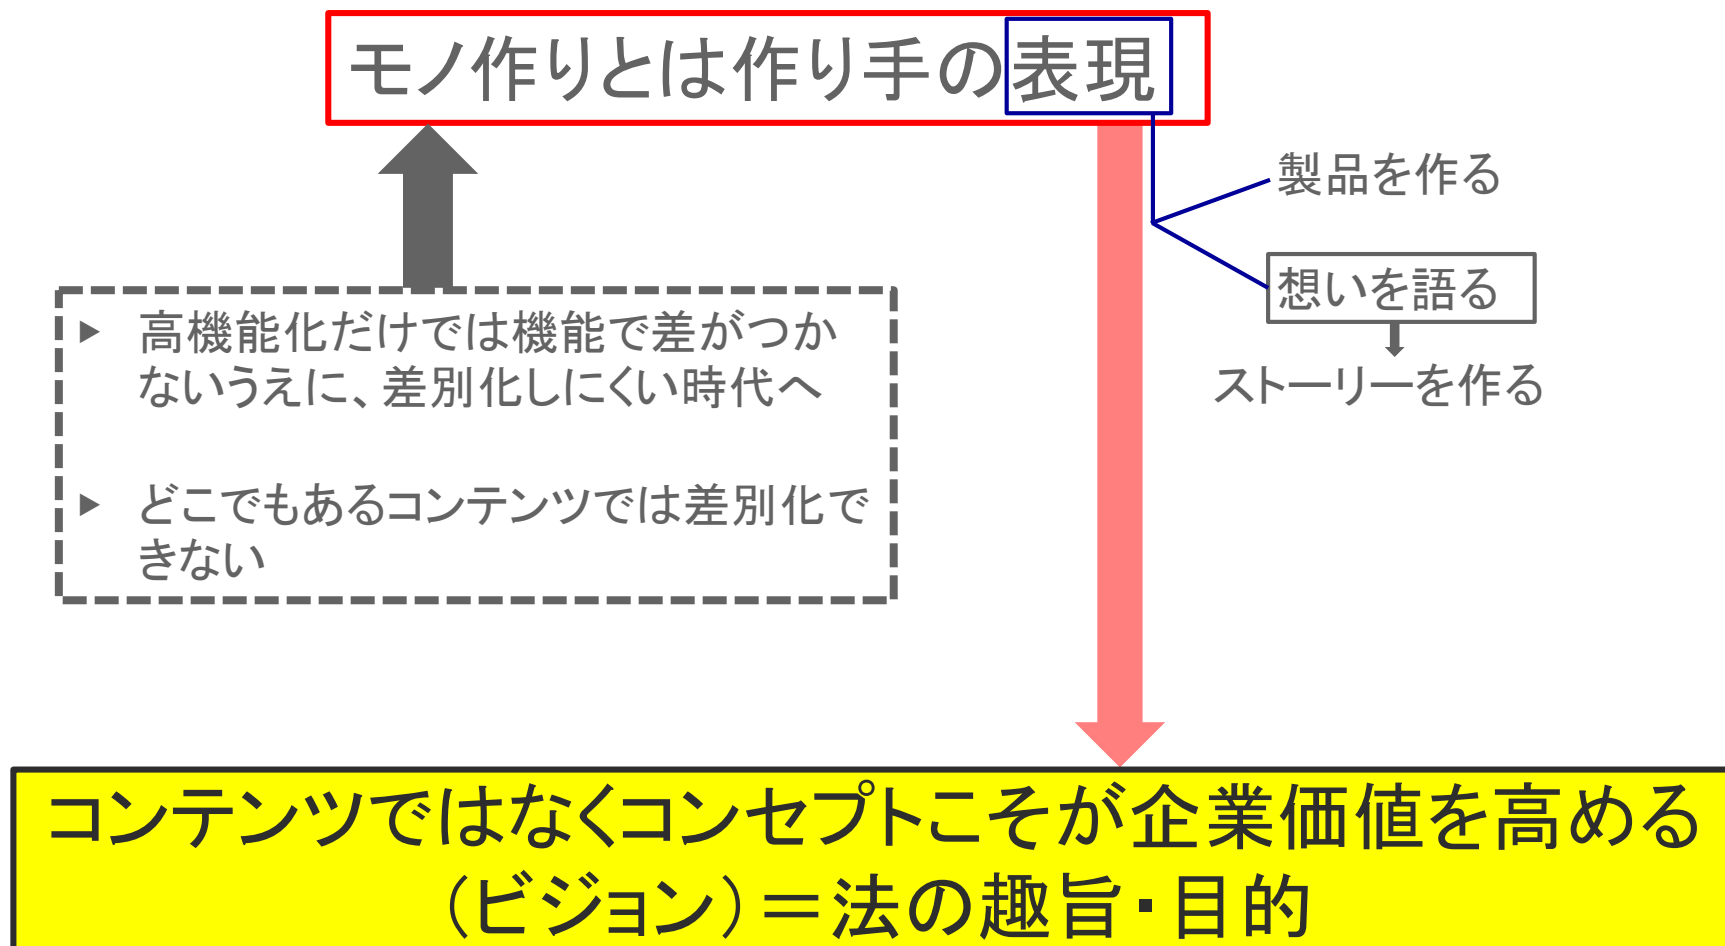 モノ作りとは作り手の表現
製品を作る
想いを語る
ストーリーを作る
高機能化だけでは機能で差がつか
ないうえに、差別化しにくい時代へ
どこでもあるコンテンツでは差別化で
きない
コンテンツではなくコンセプトこそが企業価値を高める
（ビジョン）＝法の趣旨・目的